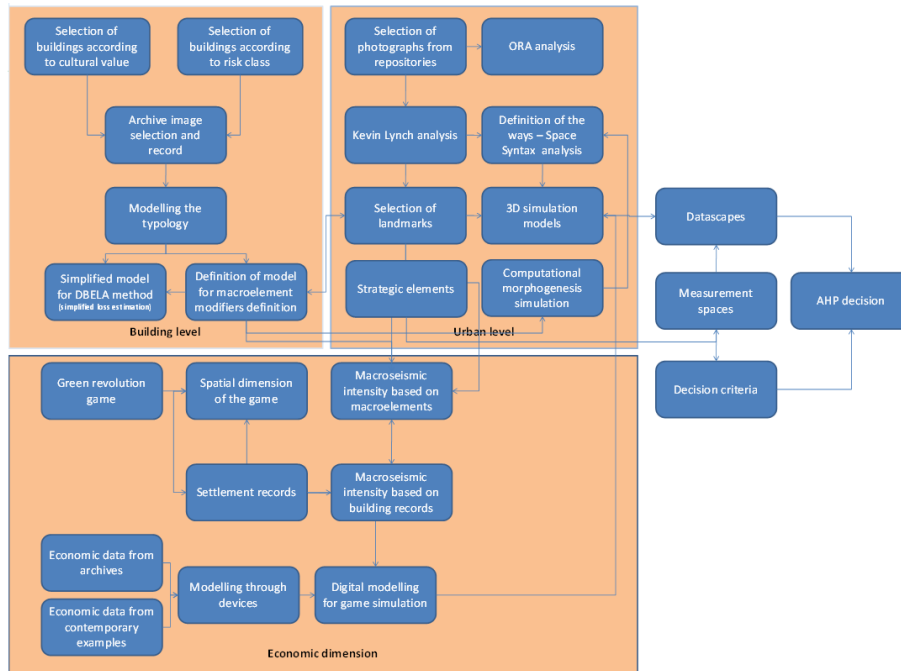 Selection of
buildings according
to cultural value
Selection of
buildings according
to risk class
Archive image
selection and
record
Modelling the
typology
Simplified model
for DBELA method
(simplified loss estimation)
Definition of model
for macroelement
modifiers definition
Building level
Selection of
photographs from
repositories
ORA analysis
Kevin Lynch analysis
Definition of the
ways – Space
Syntax analysis
Selection of
landmarks
3D simulation
models
Strategic elements
Computational
morphogenesis
simulation
Urban level
Datascapes
Measurement
spaces
AHP decision
Decision criteria
Green revolution
game
Spatial dimension
of the game
Macroseismic
intensity based on
macroelements
Settlement records
Macroseismic
intensity based on
building records
Economic data from
archives
Economic data from
contemporary
examples
Modelling through
devices
Digital modelling
for game simulation
Economic dimension